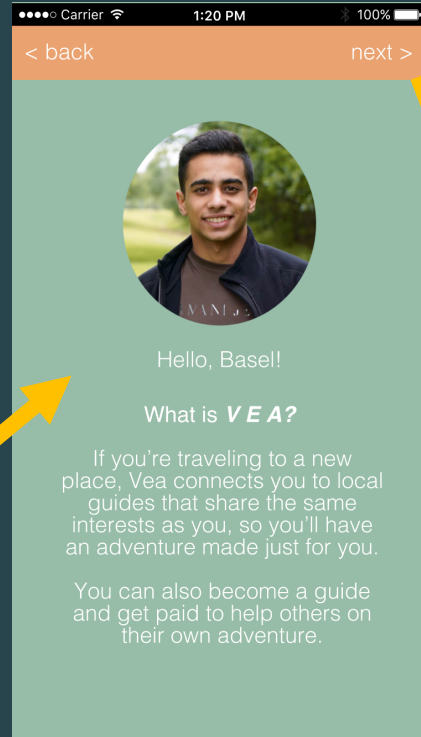 Carrier 1:20 PM 100%
< back next >
Hello, Basel!
What is V E A?
If you're traveling to a new
place, Vea connects you to local
guides that share the same
interests as you, so you'll have
an adventure made just for you.
You can also become a guide
and get paid to help others on
their own adventure.